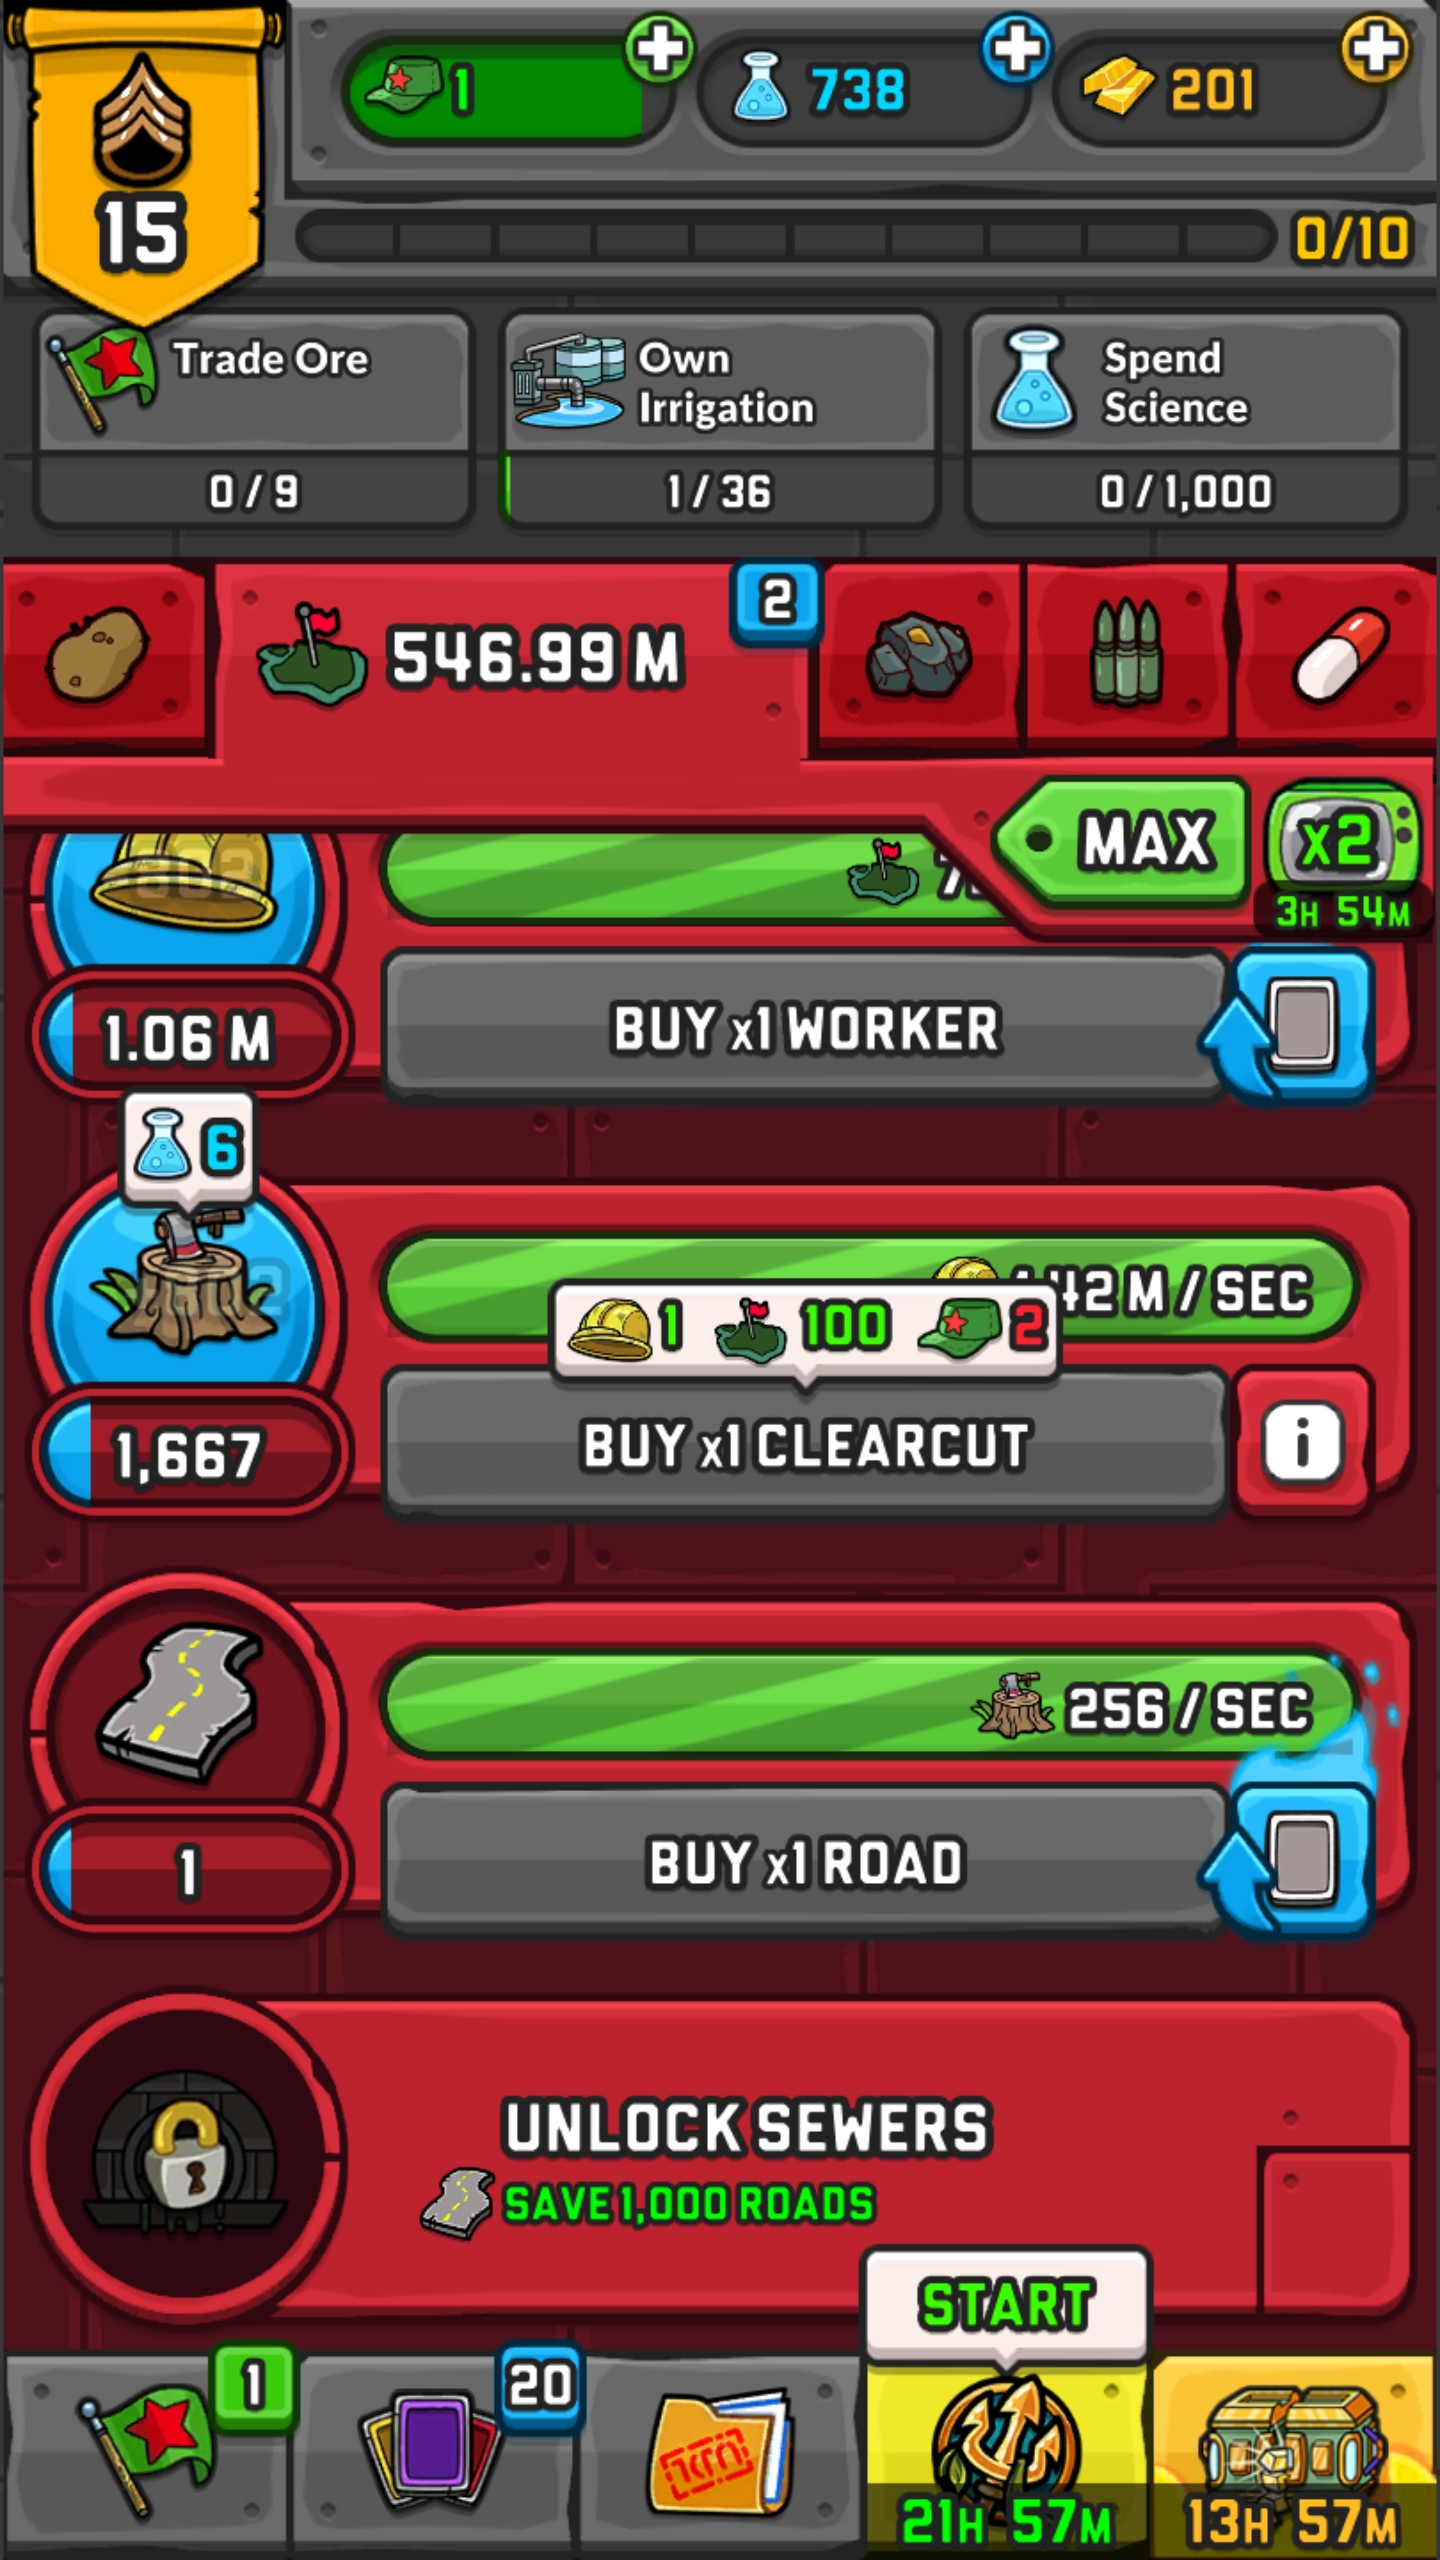 15
1
738
201
0/10
Trade Ore
0 / 9
Own
Irrigation
1 / 36
Spend
Science
0 / 1,000
546.99 M
2
MAX
x2
3H 54M
1.06 M
BUY x1 WORKER
6
42 M / SEC
1 100 2
1,667
BUY x1 CLEARCUT
i
256 / SEC
1
BUY x1 ROAD
UNLOCK SEWERS
SAVE 1,000 ROADS
START
1
20
21H 57M
13H 57M